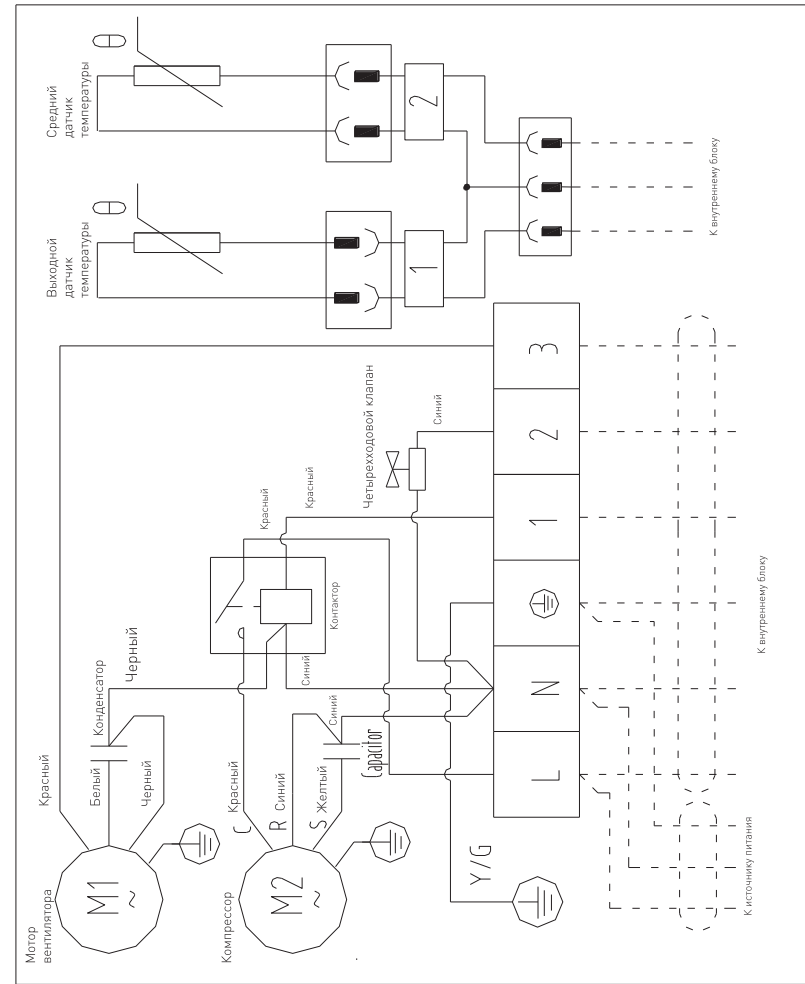 Мотор
вентилятора
M1
~
Красный
Белый
Черный
Конденсатор
Черный
Компрессор
M2
~
C
Красный
R
Синий
S
Желтый
Синий
Capacitor
Синий
Контактор
Красный
Красный
Четырехходовой клапан
Синий
Y/G
L
N
1
2
3
Выходной
датчик
температуры
θ
1
Средний
датчик
температуры
θ
2
К источнику питания
К внутреннему блоку
К внутреннему блоку